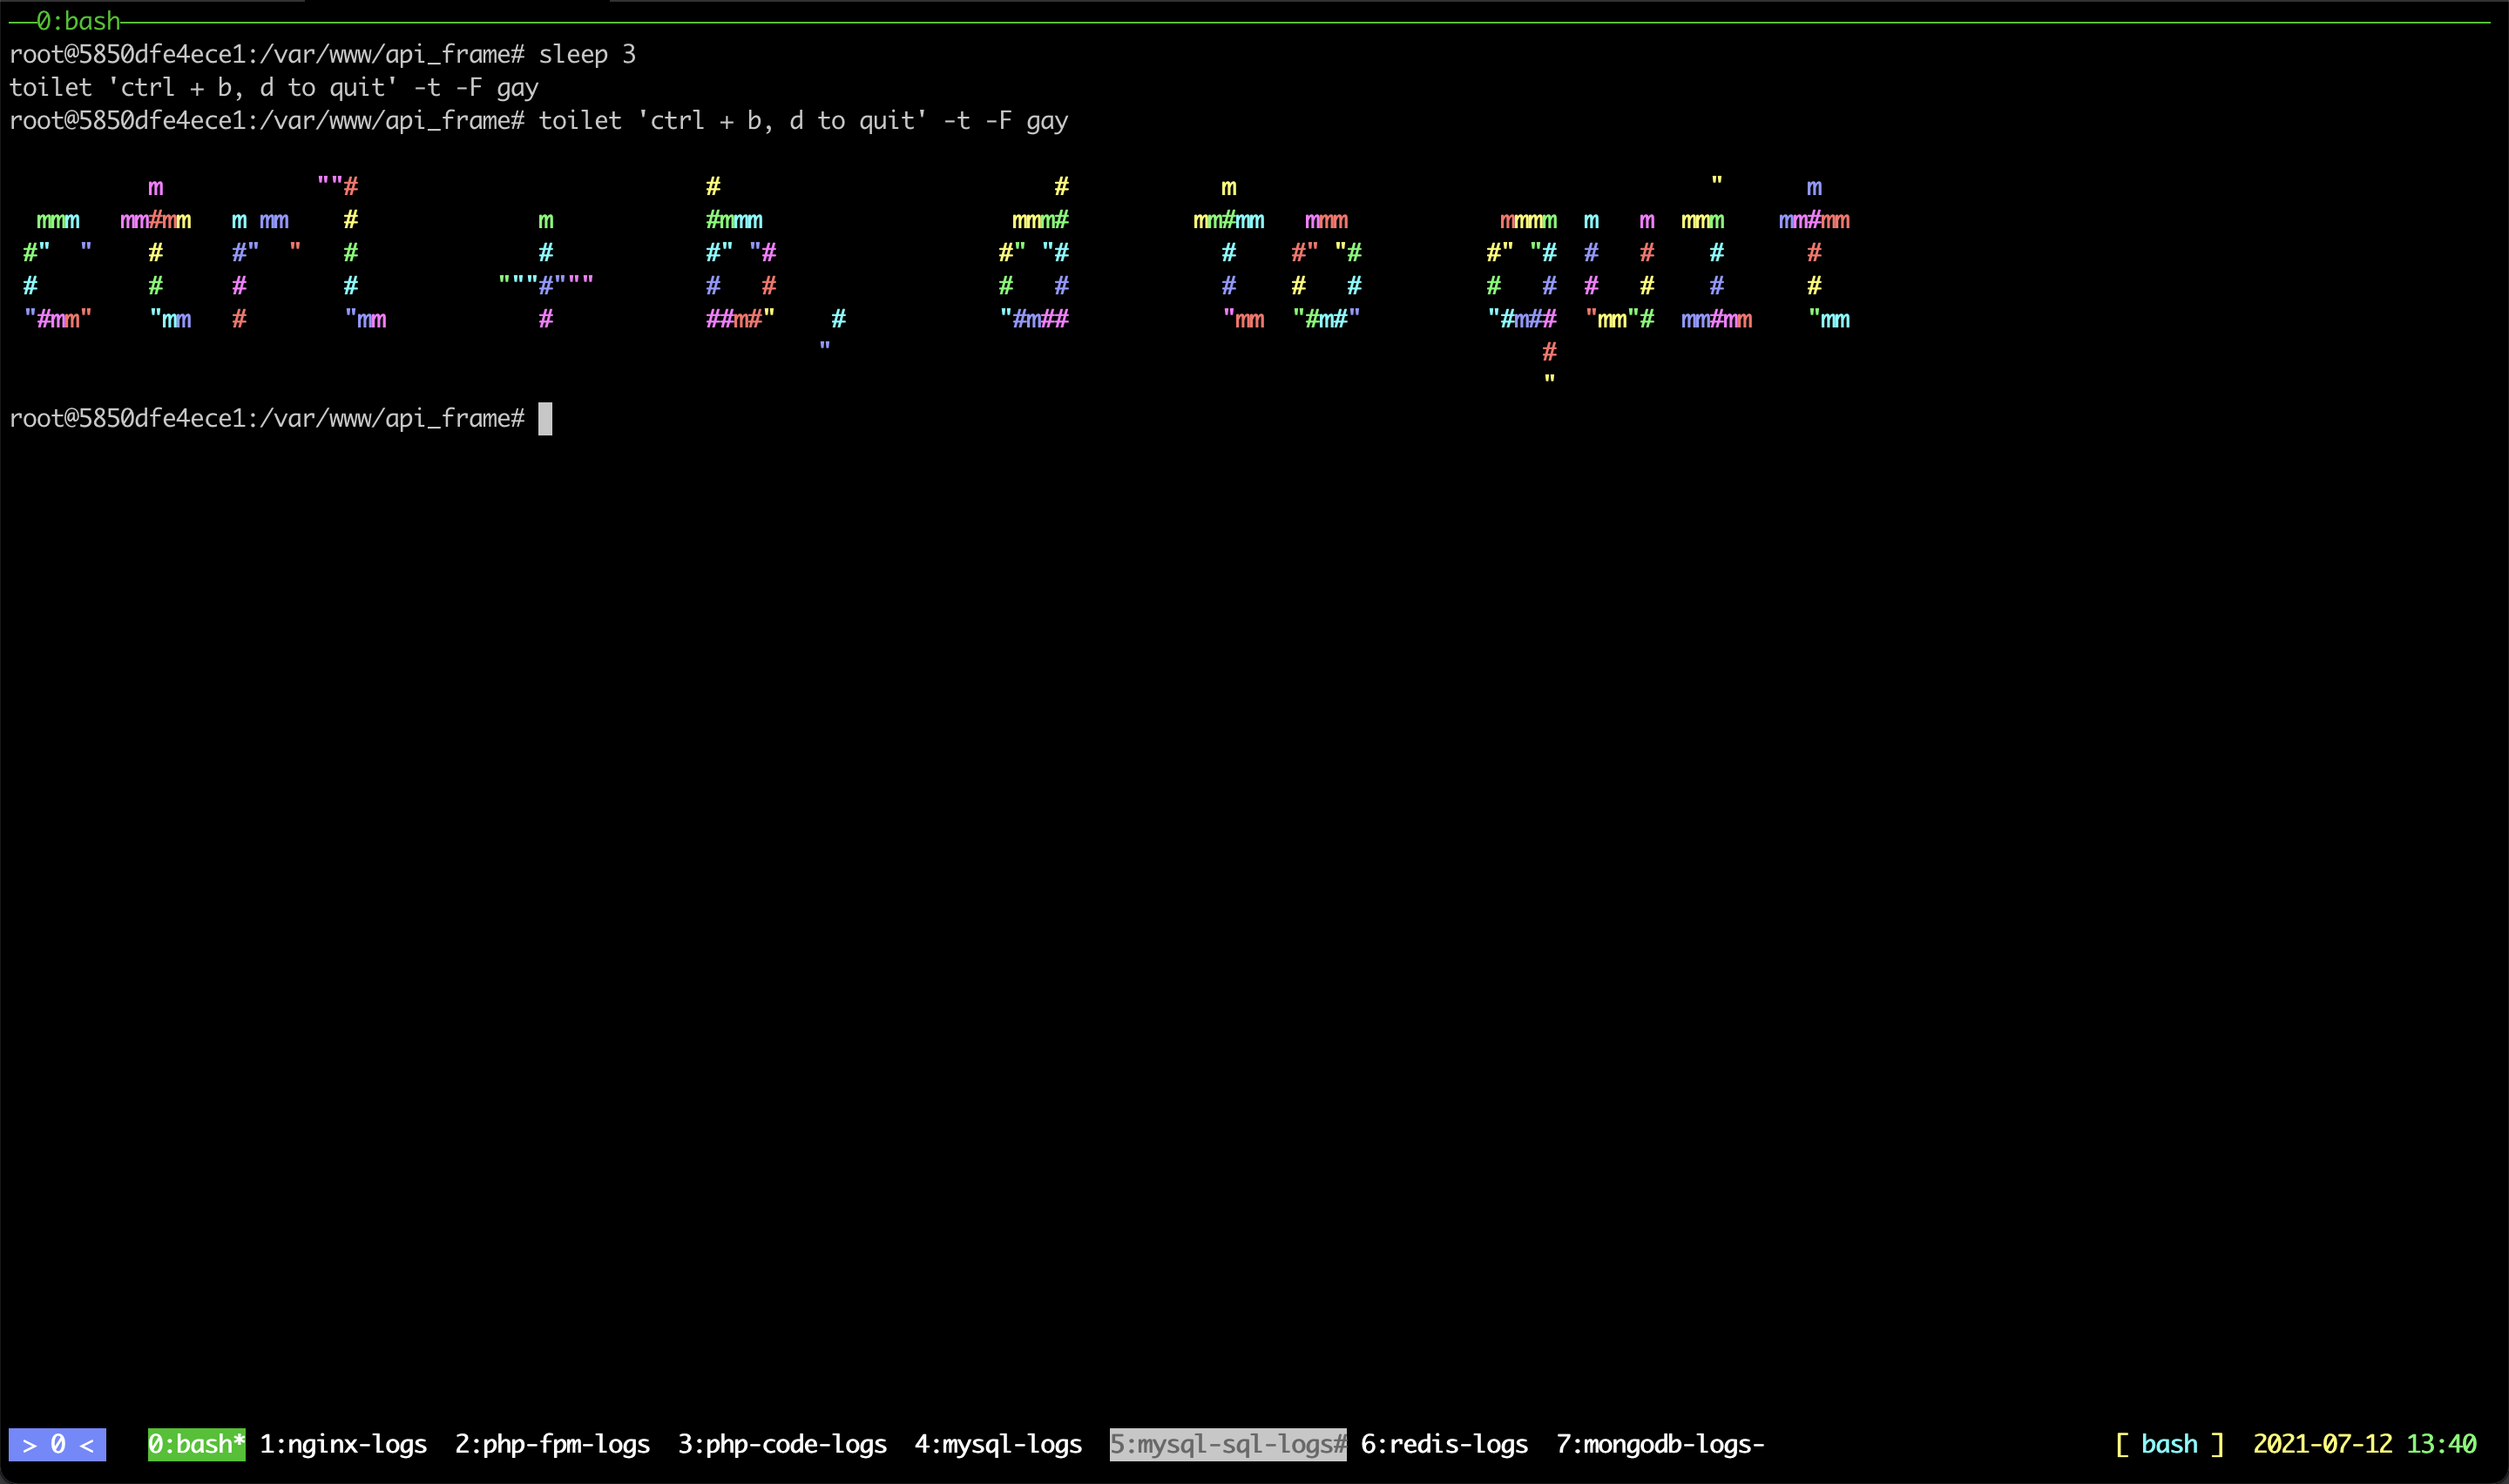 0:bash
root@5850dfe4ece1:/var/www/api_frame# sleep 3
toilet 'ctrl + b, d to quit' -t -F gay
root@5850dfe4ece1:/var/www/api_frame# toilet 'ctrl + b, d to quit' -t -F gay
ctrl + b, d to quit
root@5850dfe4ece1:/var/www/api_frame#
> 0 < 0:bash* 1:nginx-logs 2:php-fpm-logs 3:php-code-logs 4:mysql-logs 5:mysql-sql-logs# 6:redis-logs 7:mongodb-logs- [ bash ] 2021-07-12 13:40